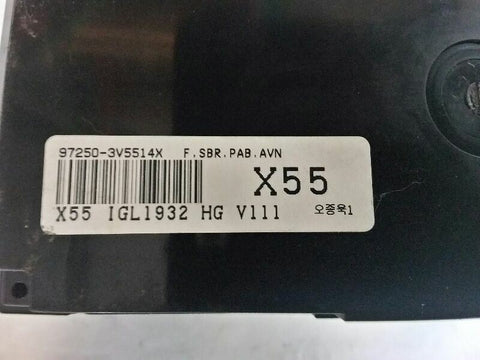 97250-3V5514X F.SBR.PAB.AVN
X55
X55 IGL1932 HG V111 오종욱1